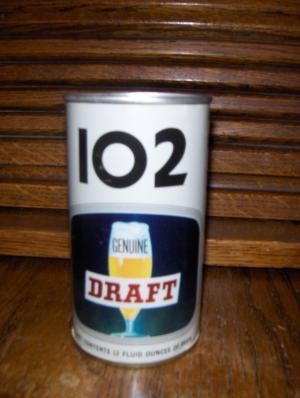 102
GENUINE
DRAFT
CONTENTS 12 FLUID OUNCES